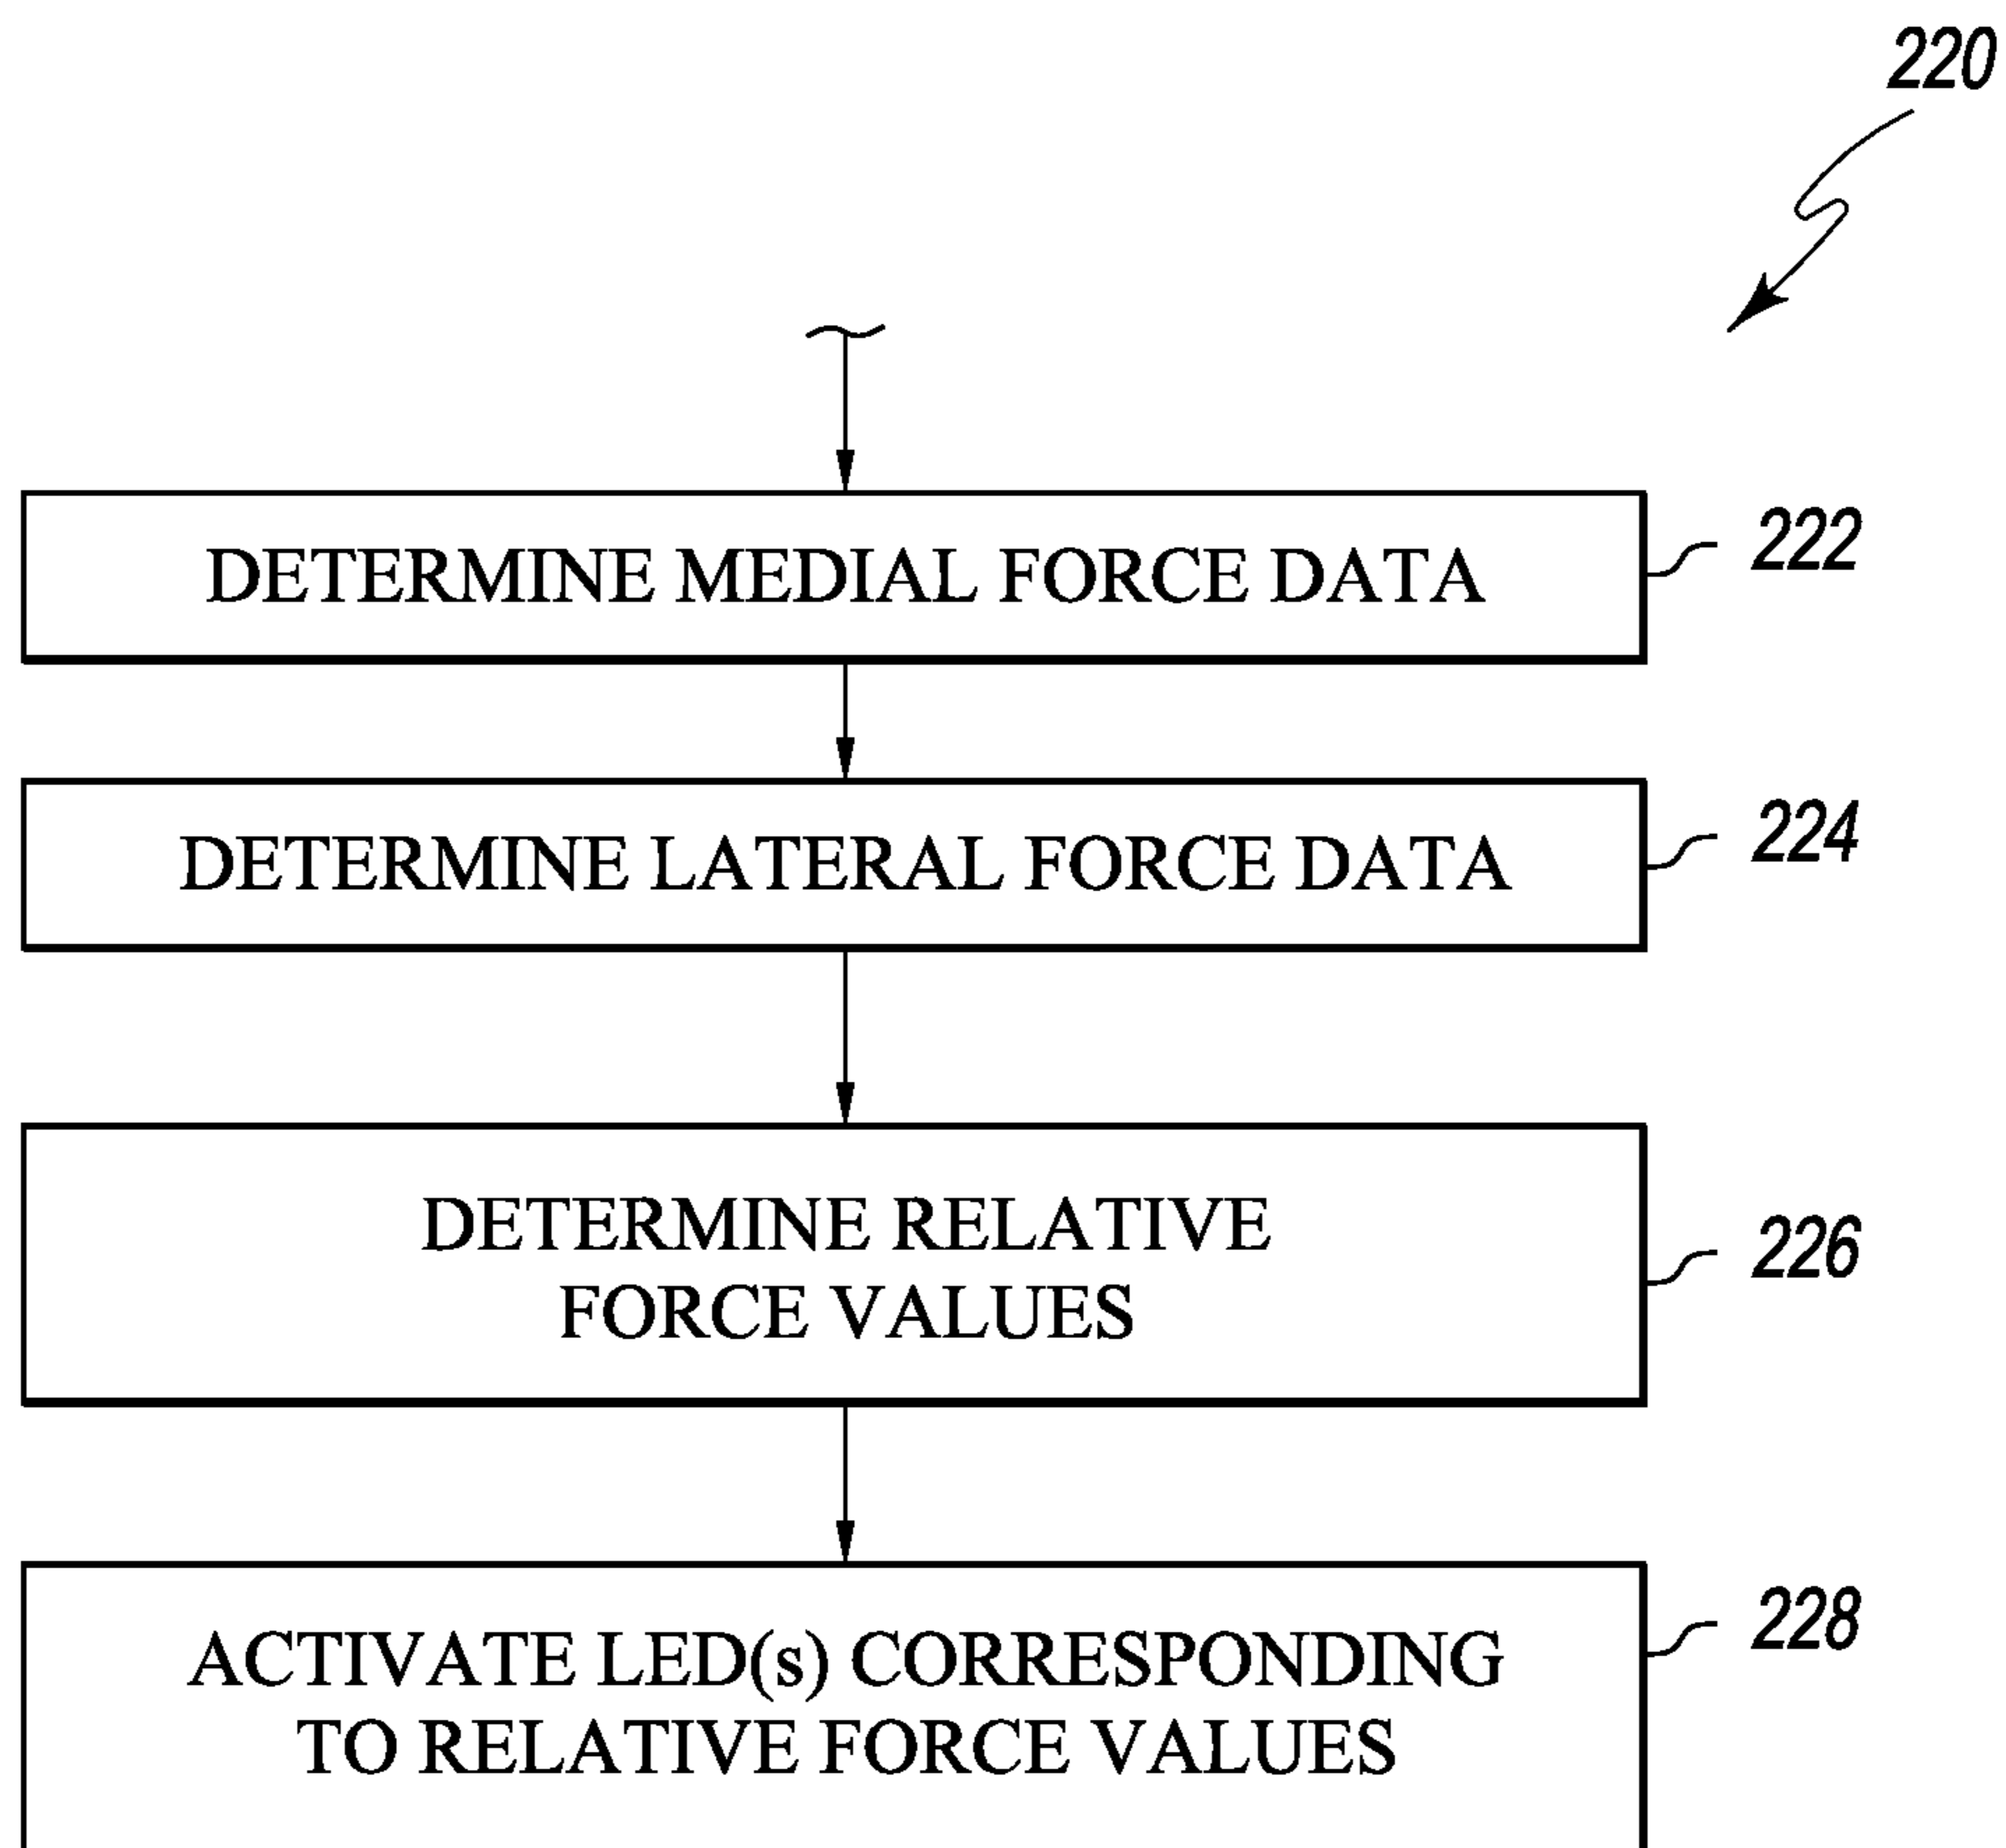 220
DETERMINE MEDIAL FORCE DATA
222
DETERMINE LATERAL FORCE DATA
224
DETERMINE RELATIVE
FORCE VALUES
226
ACTIVATE LED(s) CORRESPONDING
TO RELATIVE FORCE VALUES
228